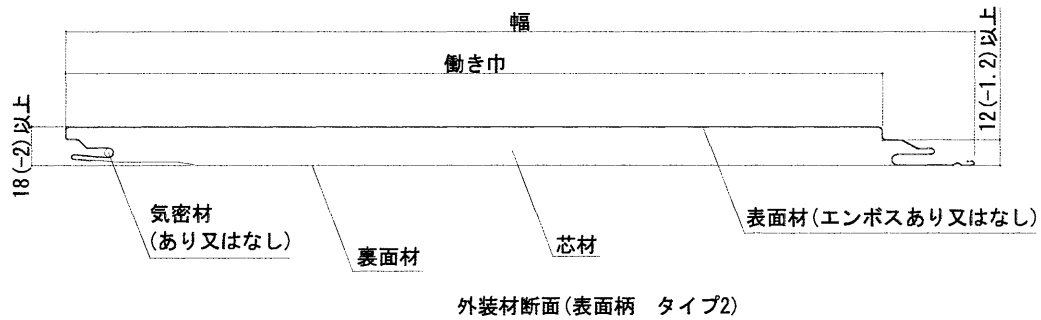 幅
働き巾
12(-1.2)以上
18(-2)以上
気密材
(あり又はなし)
裏面材
芯材
表面材(エンボスあり又はなし)
外装材断面(表面柄 タイプ2)